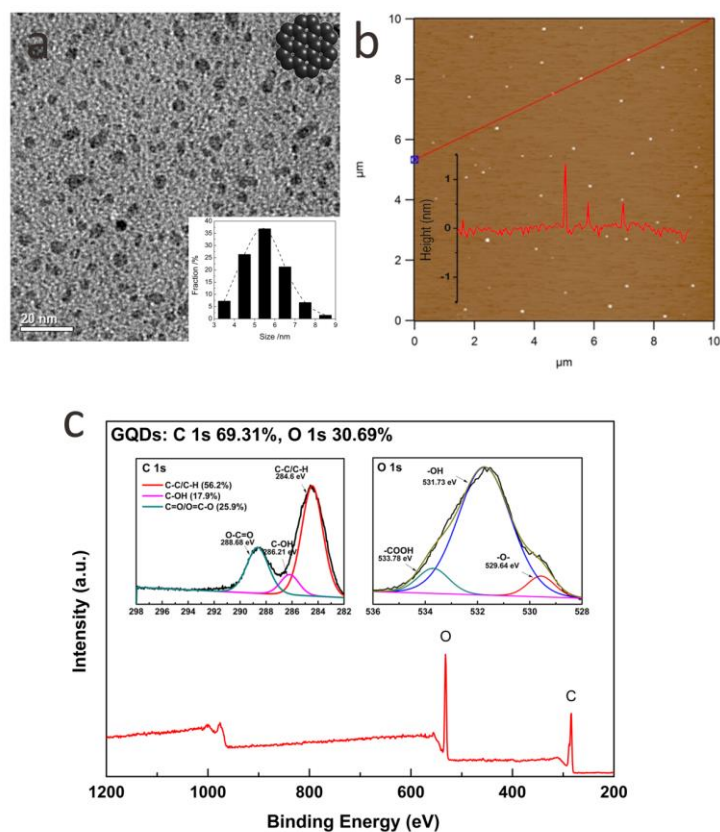 a
20 nm
Fraction /%
40
35
30
25
20
15
10
5
0
3 4 5 6 7 8 9
Size /nm
b
10
8
6
4
2
0
µm
Height (nm)
1
0
-1
0 2 4 6 8 10
µm
c
GQDs: C 1s 69.31%, O 1s 30.69%
C 1s
C-C/C-H (56.2%)
C-OH (17.9%)
C=O/O=C-O (25.9%)
C-C/C-H
284.6 eV
O-C=O
288.68 eV
C-OH
286.21 eV
298 296 294 292 290 288 286 284 282
O 1s
-OH
531.73 eV
-COOH
533.78 eV
-O-
529.64 eV
536 534 532 530 528
O
C
Intensity (a.u.)
1200 1000 800 600 400 200
Binding Energy (eV)